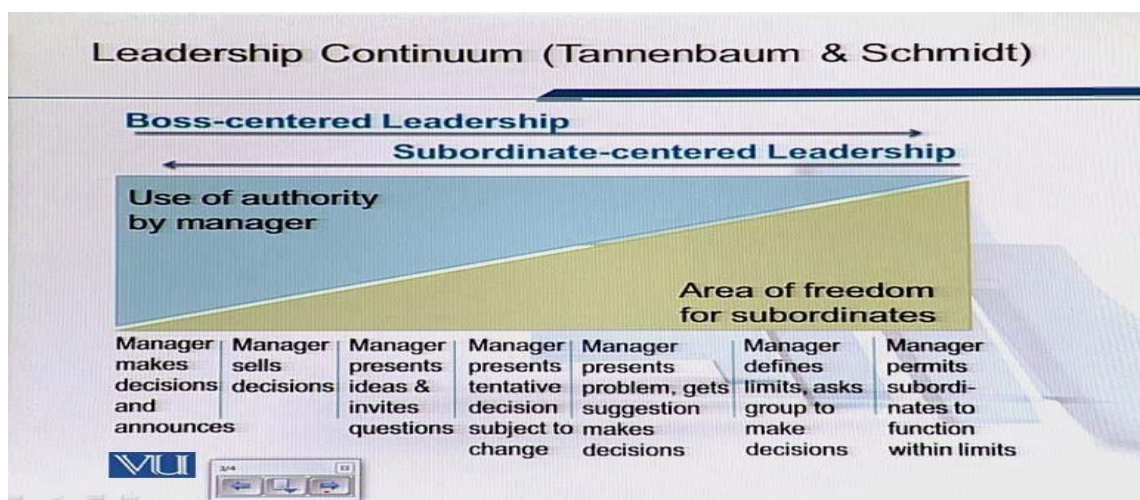 Leadership Continuum (Tannenbaum & Schmidt)
Boss-centered Leadership
Subordinate-centered Leadership
Use of authority
by manager
Area of freedom
for subordinates
Manager
makes
decisions
and
announces
Manager
sells
decisions
Manager
presents
ideas &
invites
questions
Manager
presents
tentative
decision
subject to
change
Manager
presents
problem, gets
suggestion
makes
decisions
Manager
defines
limits, asks
group to
make
decisions
Manager
permits
subordi-
nates to
function
within limits
VU
3/4